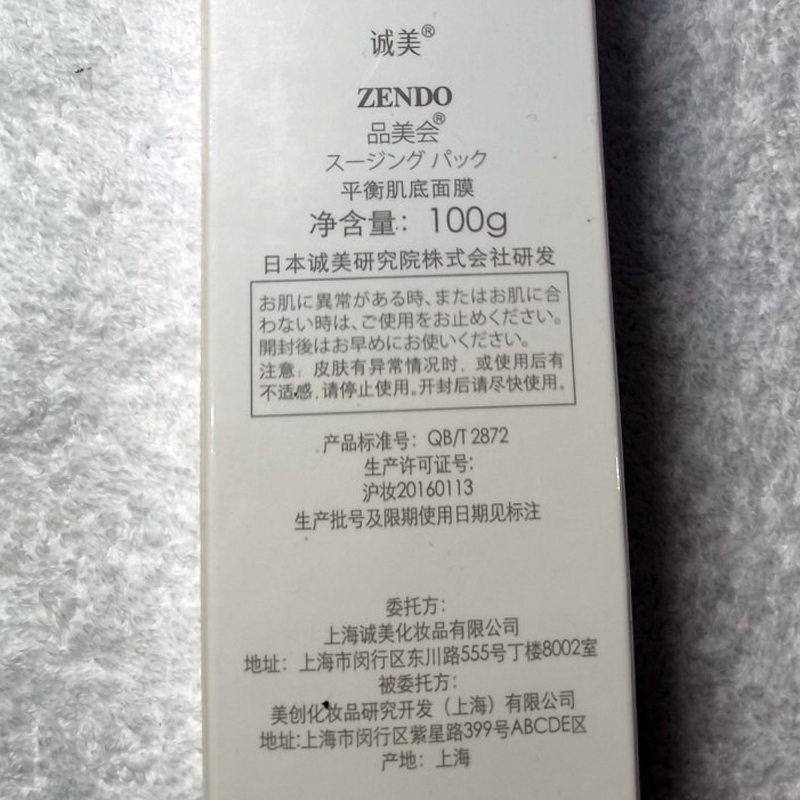 诚美®
ZENDO
品美会®
スージング パック
平衡肌底面膜
净含量：100g
日本诚美研究院株式会社研发
お肌に異常がある時、またはお肌に合
わない時は、ご使用をお止めください。
開封後はお早めにお使いください。
注意：皮肤有异常情况时，或使用后有
不适感，请停止使用。开封后请尽快使用。
产品标准号：QB/T 2872
生产许可证号：
沪妆20160113
生产批号及限期使用日期见标注
委托方：
上海诚美化妆品有限公司
地址：上海市闵行区东川路555号丁楼8002室
被委托方：
美创化妆品研究开发（上海）有限公司
地址:上海市闵行区紫星路399号ABCDE区
产地：上海